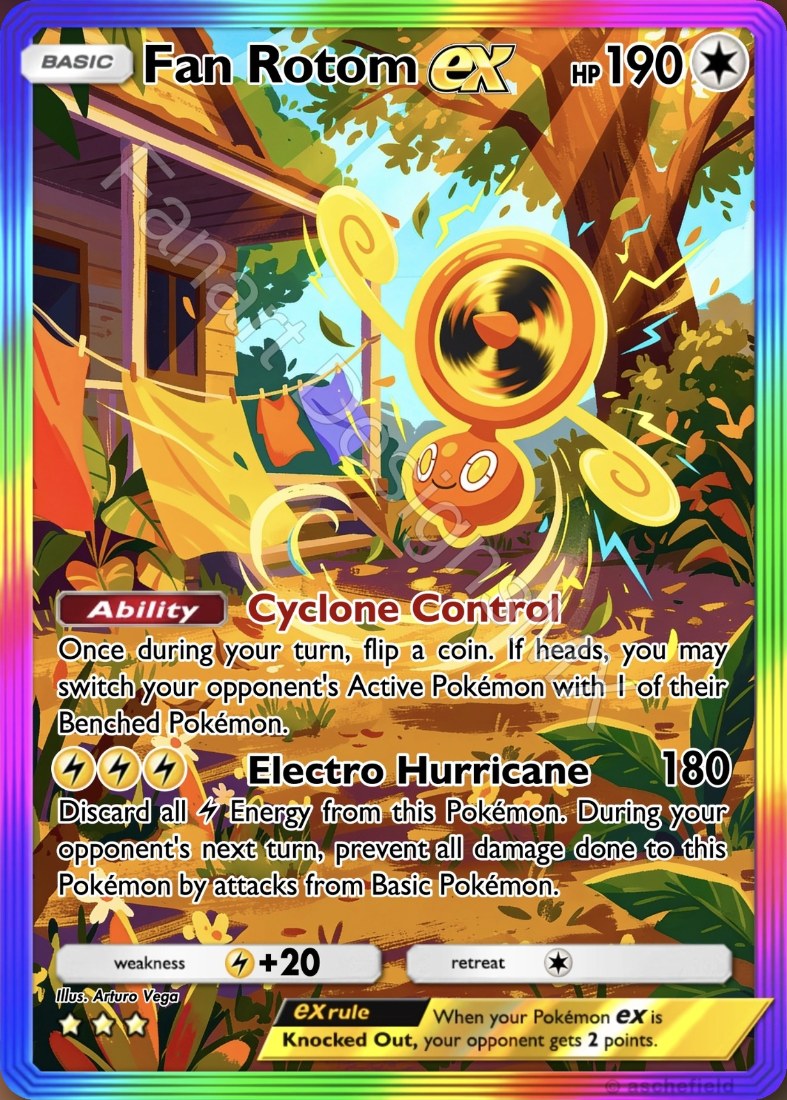 BASIC Fan Rotom ex HP 190
Fanart Design
Ability Cyclone Control
Once during your turn, flip a coin. If heads, you may
switch your opponent's Active Pokémon with 1 of their
Benched Pokémon.
Electro Hurricane 180
Discard all Energy from this Pokémon. During your
opponent's next turn, prevent all damage done to this
Pokémon by attacks from Basic Pokémon.
weakness +20 retreat
Illus. Arturo Vega
ex rule When your Pokémon ex is
Knocked Out, your opponent gets 2 points.
© aschefield